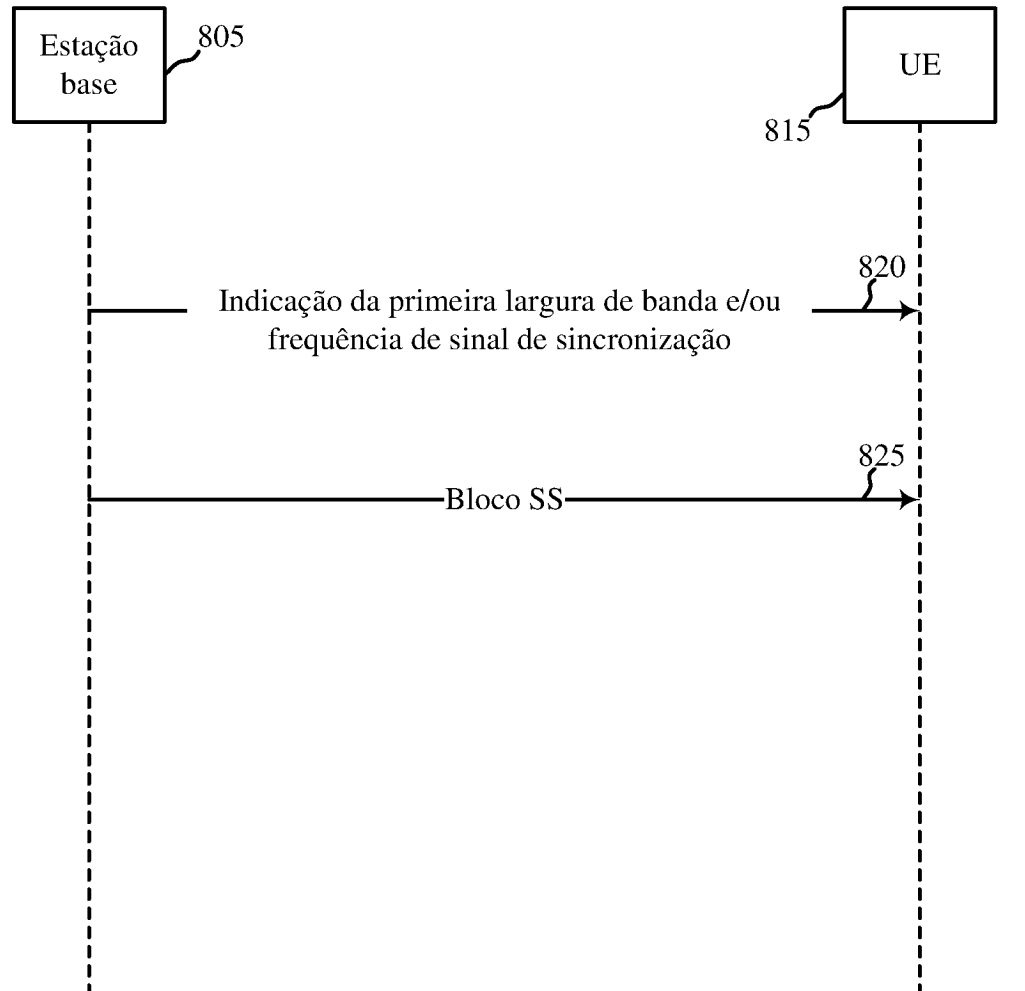 Estação
base
805
UE
815
820
Indicação da primeira largura de banda e/ou
frequência de sinal de sincronização
825
Bloco SS